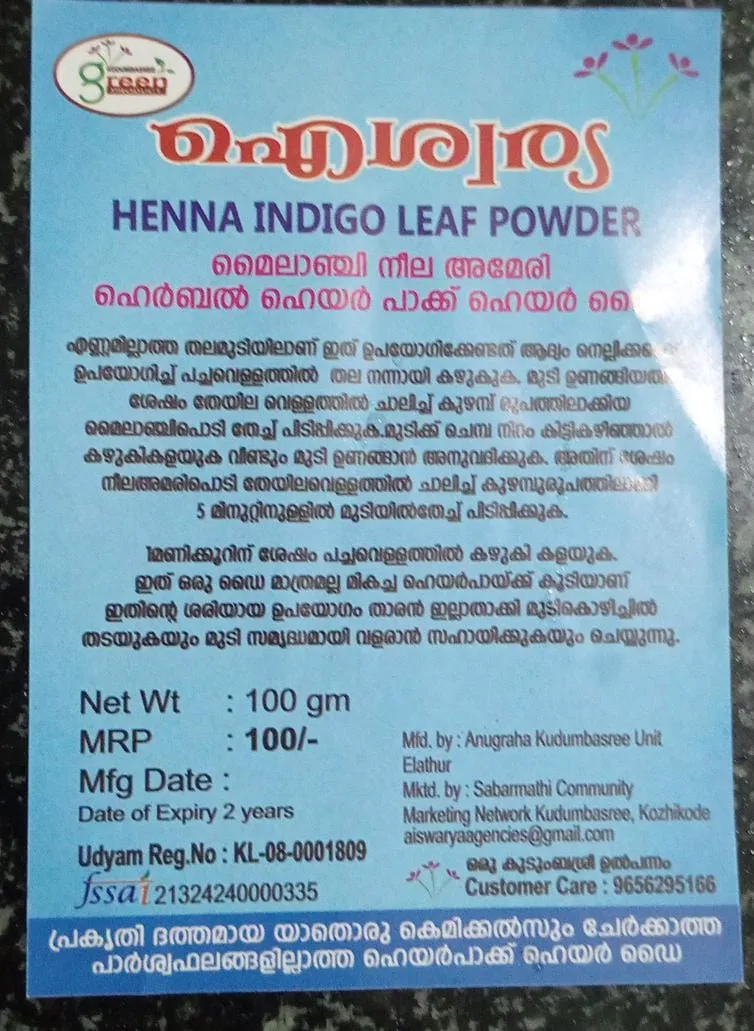 green
ഐശ്വര്യ
HENNA INDIGO LEAF POWDER
മൈലാഞ്ചി നീല അമേരി
ഹെർബൽ ഹെയർ പാക്ക് ഹെയർ ഡൈ
എണ്ണമില്ലാത്ത തലമുടിയിലാണ് ഇത് ഉപയോഗിക്കേണ്ടത് ആദ്യം
ഉപയോഗിച്ച് പച്ചവെള്ളത്തിൽ തല നന്നായി കഴുകുക. മുടി
ശേഷം തേയില വെള്ളത്തിൽ ചാലിച്ച് കുഴമ്പ് രൂപത്തിലാക്കിയ
മൈലാഞ്ചിപൊടി തേച്ച് പിടിപ്പിക്കുക.മുടിക്ക് ചെമ്പ നിറം കിട്ടികഴിഞ്ഞാൽ
കഴുകികളയുക വീണ്ടും മുടി ഉണങ്ങാൻ അനുവദിക്കുക. അതിന് ശേഷം
നീലഅമരിപൊടി തേയിലവെള്ളത്തിൽ ചാലിച്ച് കുഴമ്പുരൂപത്തിലാക്കി
5 മിനുറ്റിനുള്ളിൽ മുടിയിൽതേച്ച് പിടിപ്പിക്കുക.
1മണിക്കൂറിന് ശേഷം പച്ചവെള്ളത്തിൽ കഴുകി കളയുക.
ഇത് ഒരു ഡൈ മാത്രമല്ല മികച്ച ഹെയർപായ്ക്ക് കൂടിയാണ്
ഇതിന്റെ ശരിയായ ഉപയോഗം താരൻ ഇല്ലാതാക്കി മുടികൊഴിച്ചിൽ
തടയുകയും മുടി സമൃദ്ധമായി വളരാൻ സഹായിക്കുകയും ചെയ്യുന്നു.
Net Wt : 100 gm
MRP : 100/-
Mfg Date :
Date of Expiry 2 years
Udyam Reg.No : KL-08-0001809
fssai 21324240000335
Mfd. by : Anugraha Kudumbasree Unit
Elathur
Mktd. by : Sabarmathi Community
Marketing Network Kudumbasree, Kozhikode
aiswaryaagencies@gmail.com
ഒരു കുടുംബശ്രീ ഉൽപന്നം
Customer Care : 9656295166
പ്രകൃതി ദത്തമായ യാതൊരു കെമിക്കൽസും ചേർക്കാത്ത
പാർശ്വഫലങ്ങളില്ലാത്ത ഹെയർപാക്ക് ഹെയർ ഡൈ